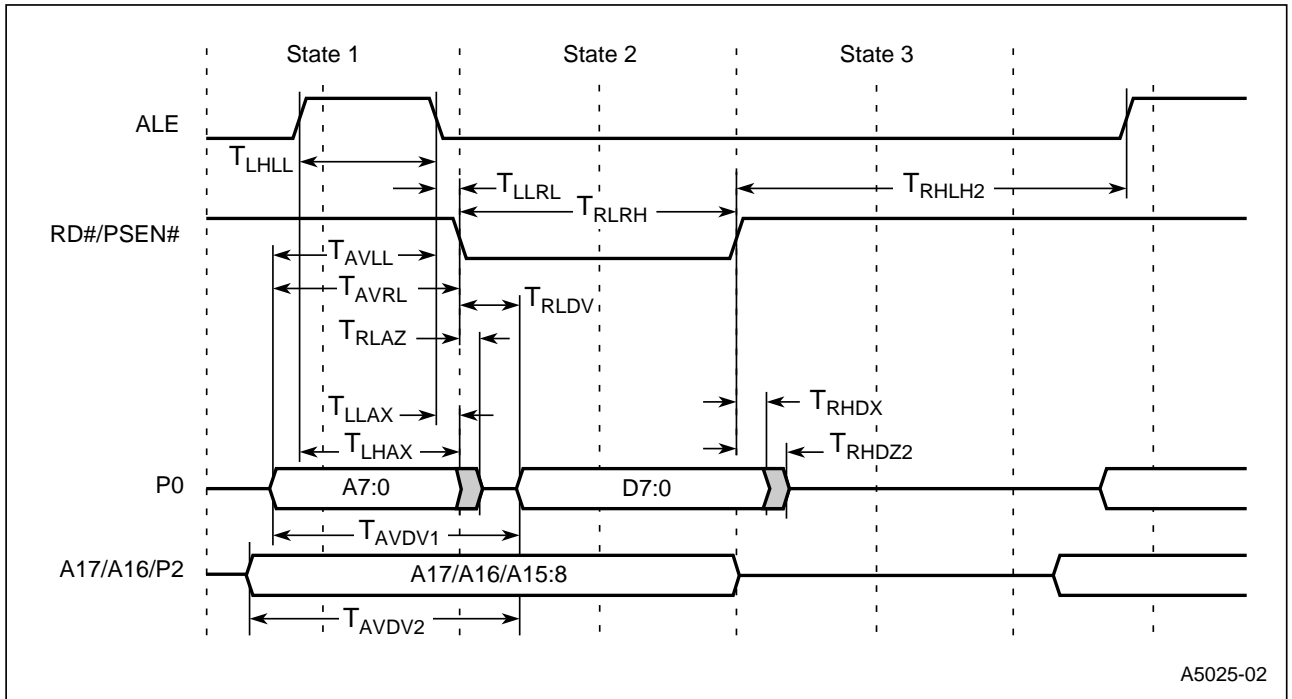 State 1 State 2 State 3
ALE
TLHLL
TLLRL
TRHLH2
TRLRH
RD#/PSEN#
TAVLL
TAVRL
TRLDV
TRLAZ
TLLAX
TRHDX
TLHAX
TRHDZ2
P0 A7:0 D7:0
TAVDV1
A17/A16/P2 A17/A16/A15:8
TAVDV2
A5025-02